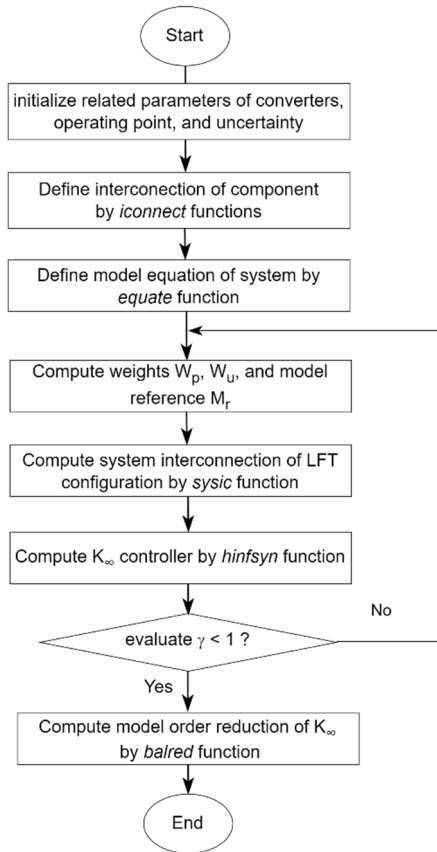 Start
initialize related parameters of converters,
operating point, and uncertainty
Define interconection of component
by iconnect functions
Define model equation of system by
equate function
Compute weights Wp, Wu, and model
reference Mr
Compute system interconnection of LFT
configuration by sysic function
Compute K∞ controller by hinfsyn function
No
evaluate γ < 1 ?
Yes
Compute model order reduction of K∞
by balred function
End